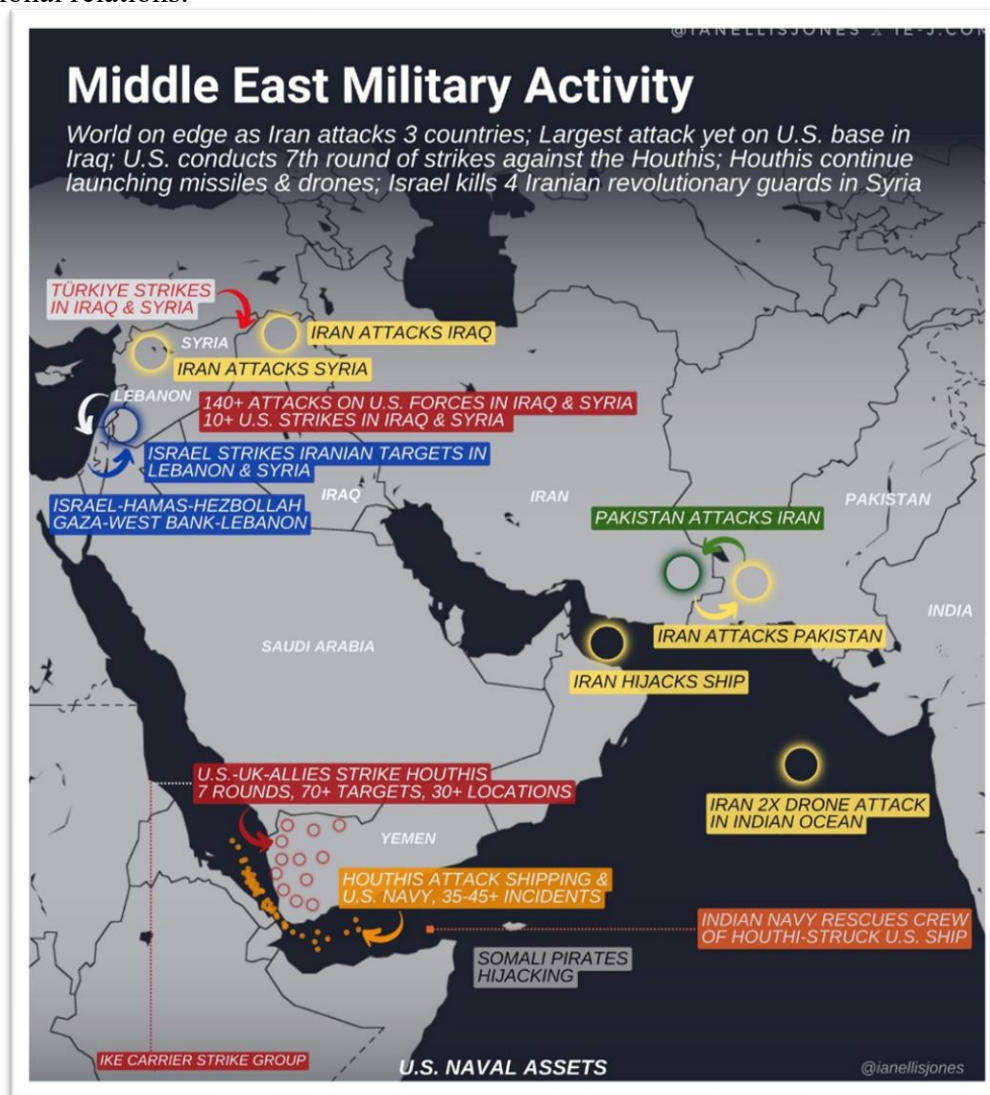 onal relations.
@IANELLISJONES X IE-J.COM
Middle East Military Activity
World on edge as Iran attacks 3 countries; Largest attack yet on U.S. base in
Iraq; U.S. conducts 7th round of strikes against the Houthis; Houthis continue
launching missiles & drones; Israel kills 4 Iranian revolutionary guards in Syria
TÜRKIYE STRIKES
IN IRAQ & SYRIA
IRAN ATTACKS IRAQ
SYRIA
IRAN ATTACKS SYRIA
LEBANON
140+ ATTACKS ON U.S. FORCES IN IRAQ & SYRIA
10+ U.S. STRIKES IN IRAQ & SYRIA
ISRAEL STRIKES IRANIAN TARGETS IN
LEBANON & SYRIA
ISRAEL-HAMAS-HEZBOLLAH
GAZA-WEST BANK-LEBANON
IRAQ
IRAN
PAKISTAN
PAKISTAN ATTACKS IRAN
INDIA
IRAN ATTACKS PAKISTAN
SAUDI ARABIA
IRAN HIJACKS SHIP
U.S.-UK-ALLIES STRIKE HOUTHIS
7 ROUNDS, 70+ TARGETS, 30+ LOCATIONS
IRAN 2X DRONE ATTACK
IN INDIAN OCEAN
YEMEN
HOUTHIS ATTACK SHIPPING &
U.S. NAVY, 35-45+ INCIDENTS
INDIAN NAVY RESCUES CREW
OF HOUTHI-STRUCK U.S. SHIP
SOMALI PIRATES
HIJACKING
IKE CARRIER STRIKE GROUP
U.S. NAVAL ASSETS
@ianellisjones